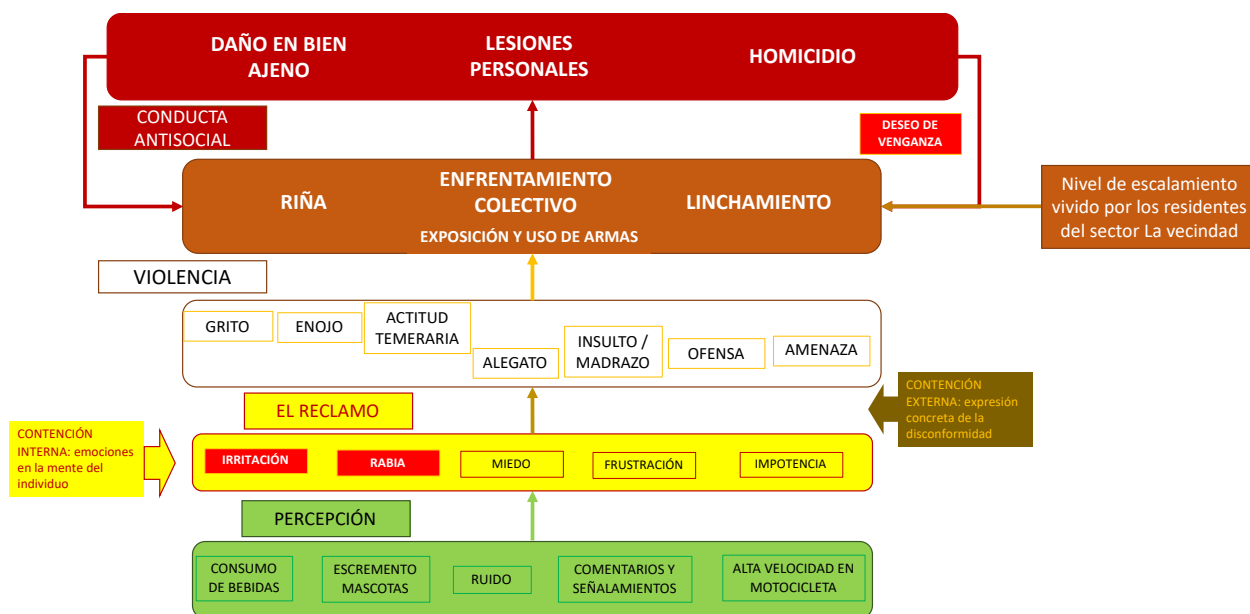 DAÑO EN BIEN
AJENO
LESIONES
PERSONALES
HOMICIDIO
CONDUCTA
ANTISOCIAL
DESEO DE
VENGANZA
RIÑA
ENFRENTAMIENTO
COLECTIVO
LINCHAMIENTO
EXPOSICIÓN Y USO DE ARMAS
Nivel de escalamiento
vivido por los residentes
del sector La vecindad
VIOLENCIA
GRITO
ENOJO
ACTITUD
TEMERARIA
ALEGATO
INSULTO /
MADRAZO
OFENSA
AMENAZA
EL RECLAMO
CONTENCIÓN
EXTERNA: expresión
concreta de la
disconformidad
CONTENCIÓN
INTERNA: emociones
en la mente del
individuo
IRRITACIÓN
RABIA
MIEDO
FRUSTRACIÓN
IMPOTENCIA
PERCEPCIÓN
CONSUMO
DE BEBIDAS
ESCREMENTO
MASCOTAS
RUIDO
COMENTARIOS Y
SEÑALAMIENTOS
ALTA VELOCIDAD EN
MOTOCICLETA